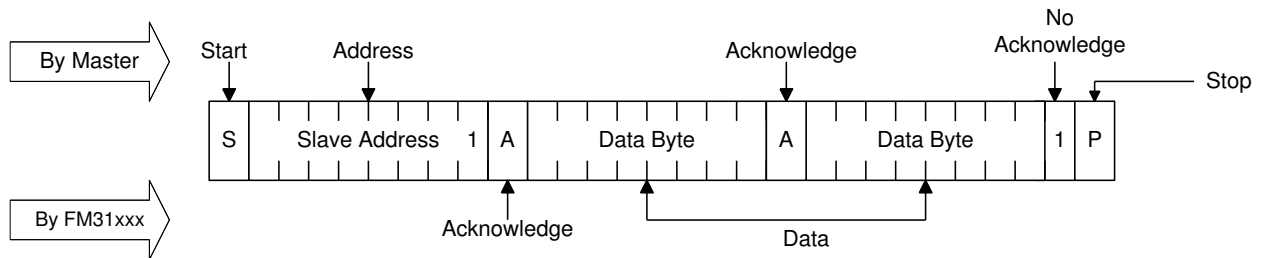 No
Acknowledge
By Master
Start
Address
Acknowledge
Stop
S
Slave Address 1
A
Data Byte
A
Data Byte
1
P
By FM31xxx
Acknowledge
Data